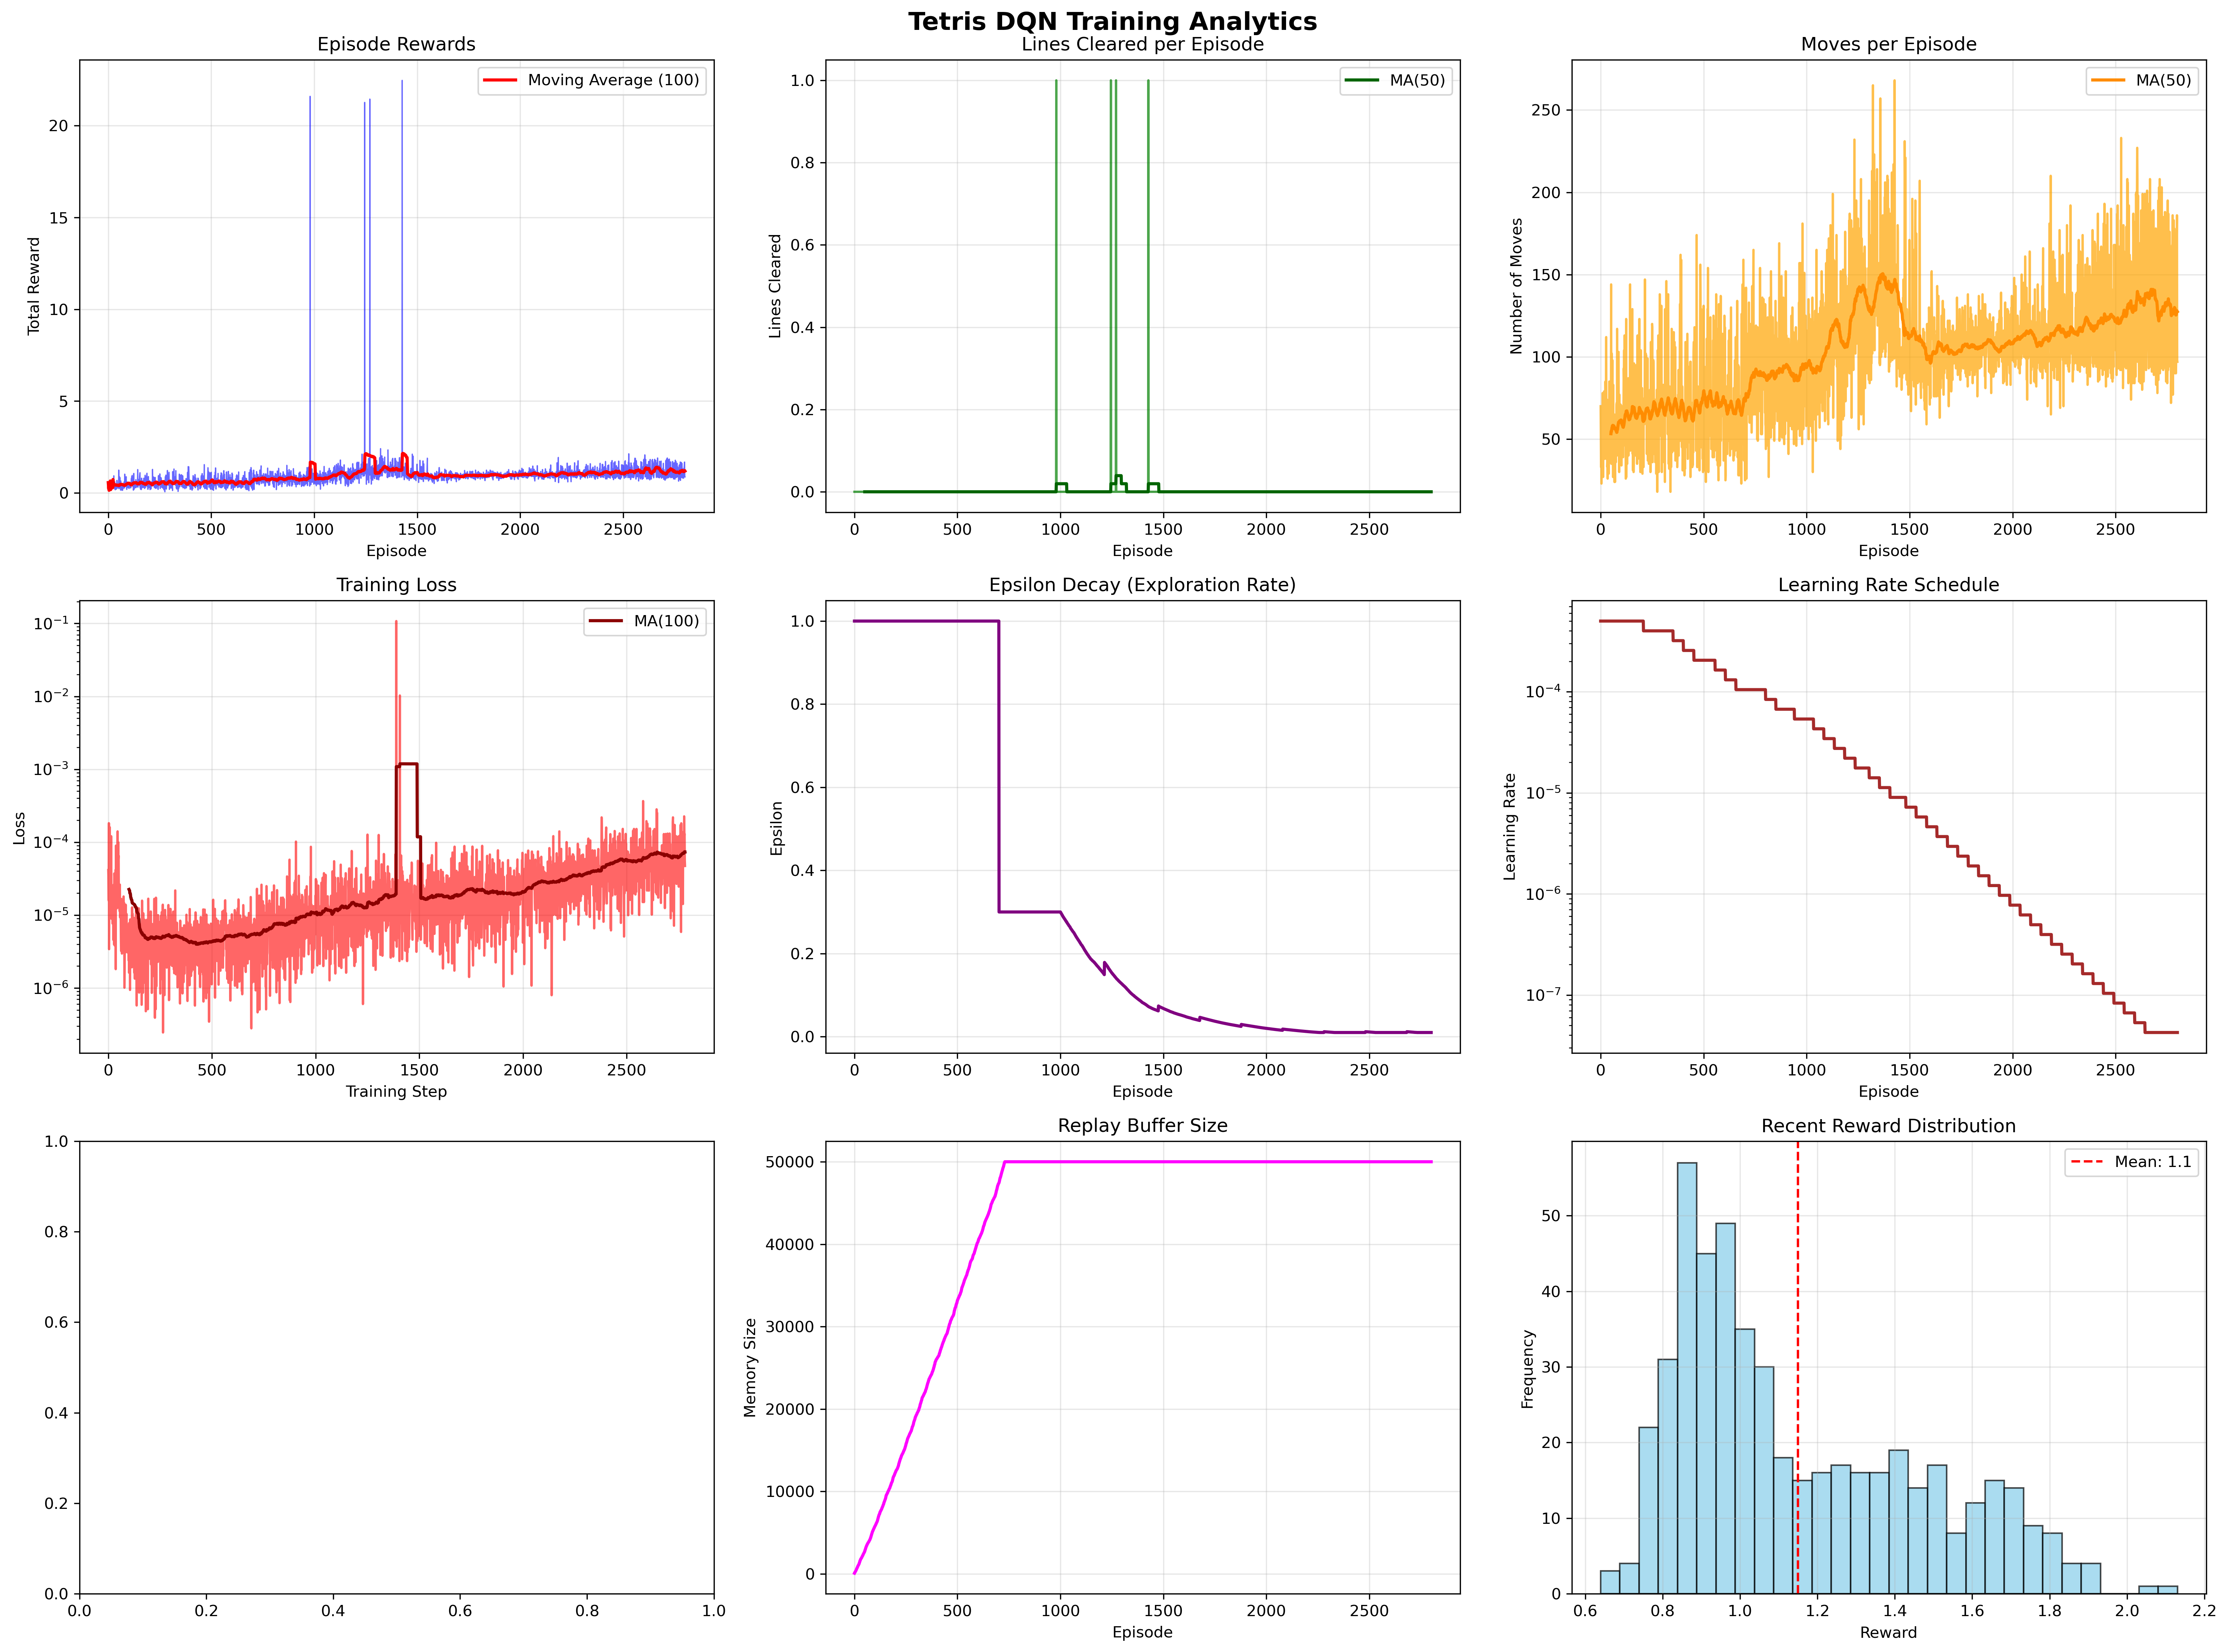 Tetris DQN Training Analytics
Episode Rewards
Moving Average (100)
Total Reward
20
15
10
5
0
0 500 1000 1500 2000 2500
Episode
Lines Cleared per Episode
MA(50)
Lines Cleared
1.0
0.8
0.6
0.4
0.2
0.0
0 500 1000 1500 2000 2500
Episode
Moves per Episode
MA(50)
Number of Moves
250
200
150
100
50
0 500 1000 1500 2000 2500
Episode
Training Loss
MA(100)
Loss
10⁻¹
10⁻²
10⁻³
10⁻⁴
10⁻⁵
10⁻⁶
0 500 1000 1500 2000 2500
Training Step
Epsilon Decay (Exploration Rate)
Epsilon
1.0
0.8
0.6
0.4
0.2
0.0
0 500 1000 1500 2000 2500
Episode
Learning Rate Schedule
Learning Rate
10⁻⁴
10⁻⁵
10⁻⁶
10⁻⁷
0 500 1000 1500 2000 2500
Episode
1.0
0.8
0.6
0.4
0.2
0.0
0.0 0.2 0.4 0.6 0.8 1.0
Replay Buffer Size
Memory Size
50000
40000
30000
20000
10000
0
0 500 1000 1500 2000 2500
Episode
Recent Reward Distribution
Mean: 1.1
Frequency
50
40
30
20
10
0
0.6 0.8 1.0 1.2 1.4 1.6 1.8 2.0 2.2
Reward